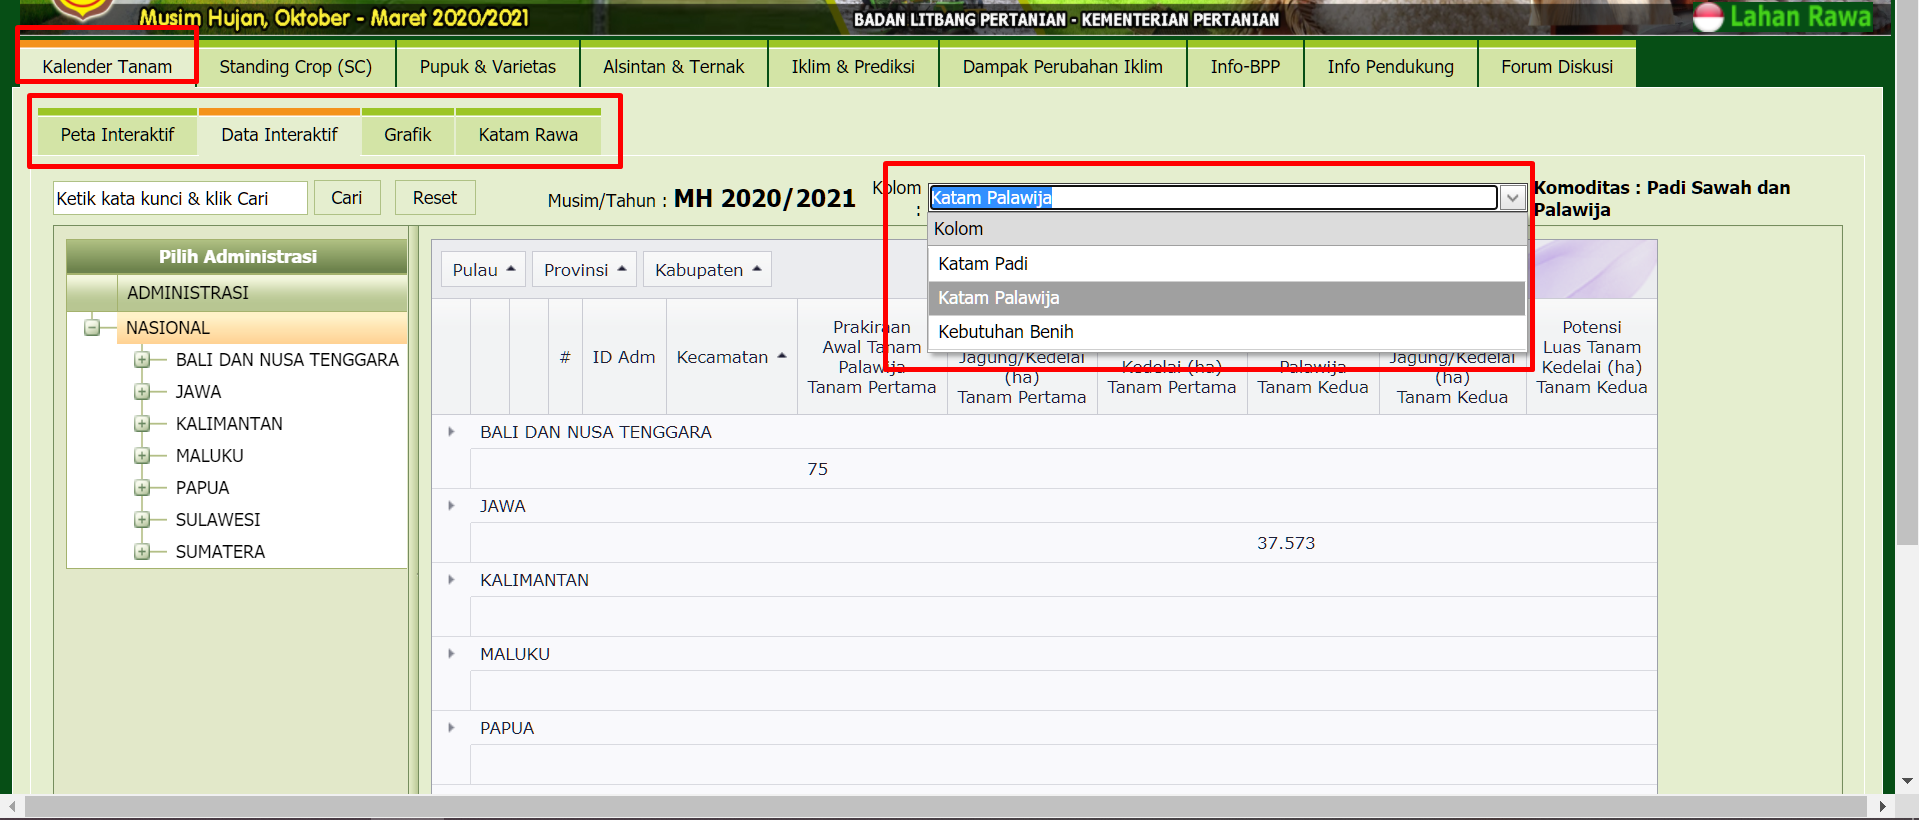 Musim Hujan, Oktober - Maret 2020/2021
BADAN LITBANG PERTANIAN - KEMENTERIAN PERTANIAN
Lahan Rawa
Kalender Tanam
Standing Crop (SC)
Pupuk & Varietas
Alsintan & Ternak
Iklim & Prediksi
Dampak Perubahan Iklim
Info-BPP
Info Pendukung
Forum Diskusi
Peta Interaktif
Data Interaktif
Grafik
Katam Rawa
Ketik kata kunci & klik Cari
Cari
Reset
Musim/Tahun : MH 2020/2021
Kolom
:
Katam Palawija
Komoditas : Padi Sawah dan
Palawija
Kolom
Katam Padi
Katam Palawija
Kebutuhan Benih
Pilih Administrasi
ADMINISTRASI
NASIONAL
BALI DAN NUSA TENGGARA
JAWA
KALIMANTAN
MALUKU
PAPUA
SULAWESI
SUMATERA
Pulau
Provinsi
Kabupaten
#
ID Adm
Kecamatan
Prakiraan
Awal Tanam
Palawija
Tanam Pertama
Jagung/Kedelai
(ha)
Tanam Pertama
Kedelai (ha)
Tanam Pertama
Palawija
Tanam Kedua
Jagung/Kedelai
(ha)
Tanam Kedua
Potensi
Luas Tanam
Kedelai (ha)
Tanam Kedua
BALI DAN NUSA TENGGARA
75
JAWA
37.573
KALIMANTAN
MALUKU
PAPUA